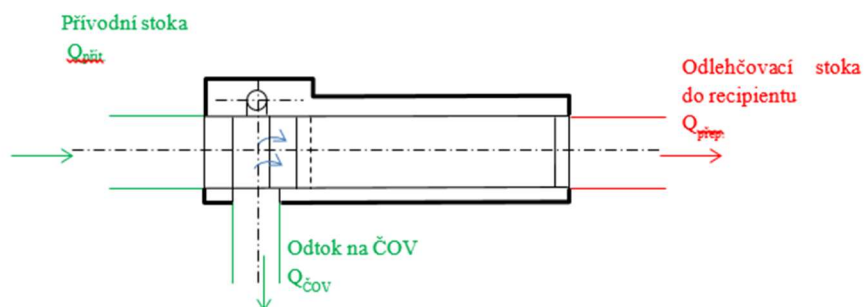 Přívodní stoka
Qpřít.
Odlehčovací stoka
do recipientu
Qpřep.
Odtok na ČOV
QČOV